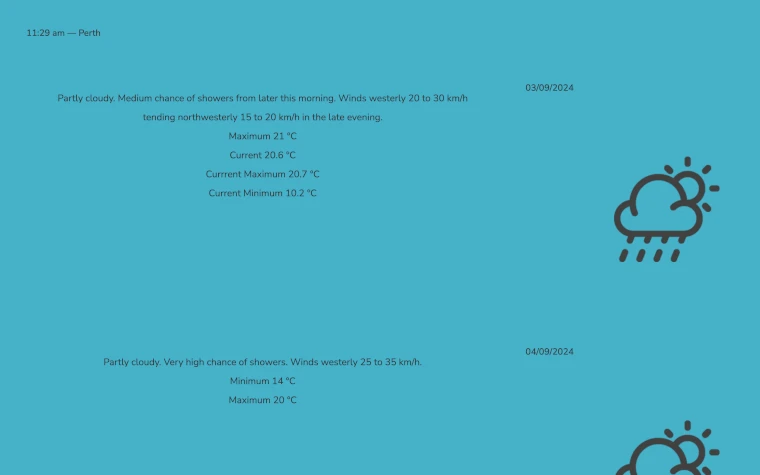 11:29 am — Perth
03/09/2024
Partly cloudy. Medium chance of showers from later this morning. Winds westerly 20 to 30 km/h
tending northwesterly 15 to 20 km/h in the late evening.
Maximum 21 °C
Current 20.6 °C
Currrent Maximum 20.7 °C
Current Minimum 10.2 °C
04/09/2024
Partly cloudy. Very high chance of showers. Winds westerly 25 to 35 km/h.
Minimum 14 °C
Maximum 20 °C